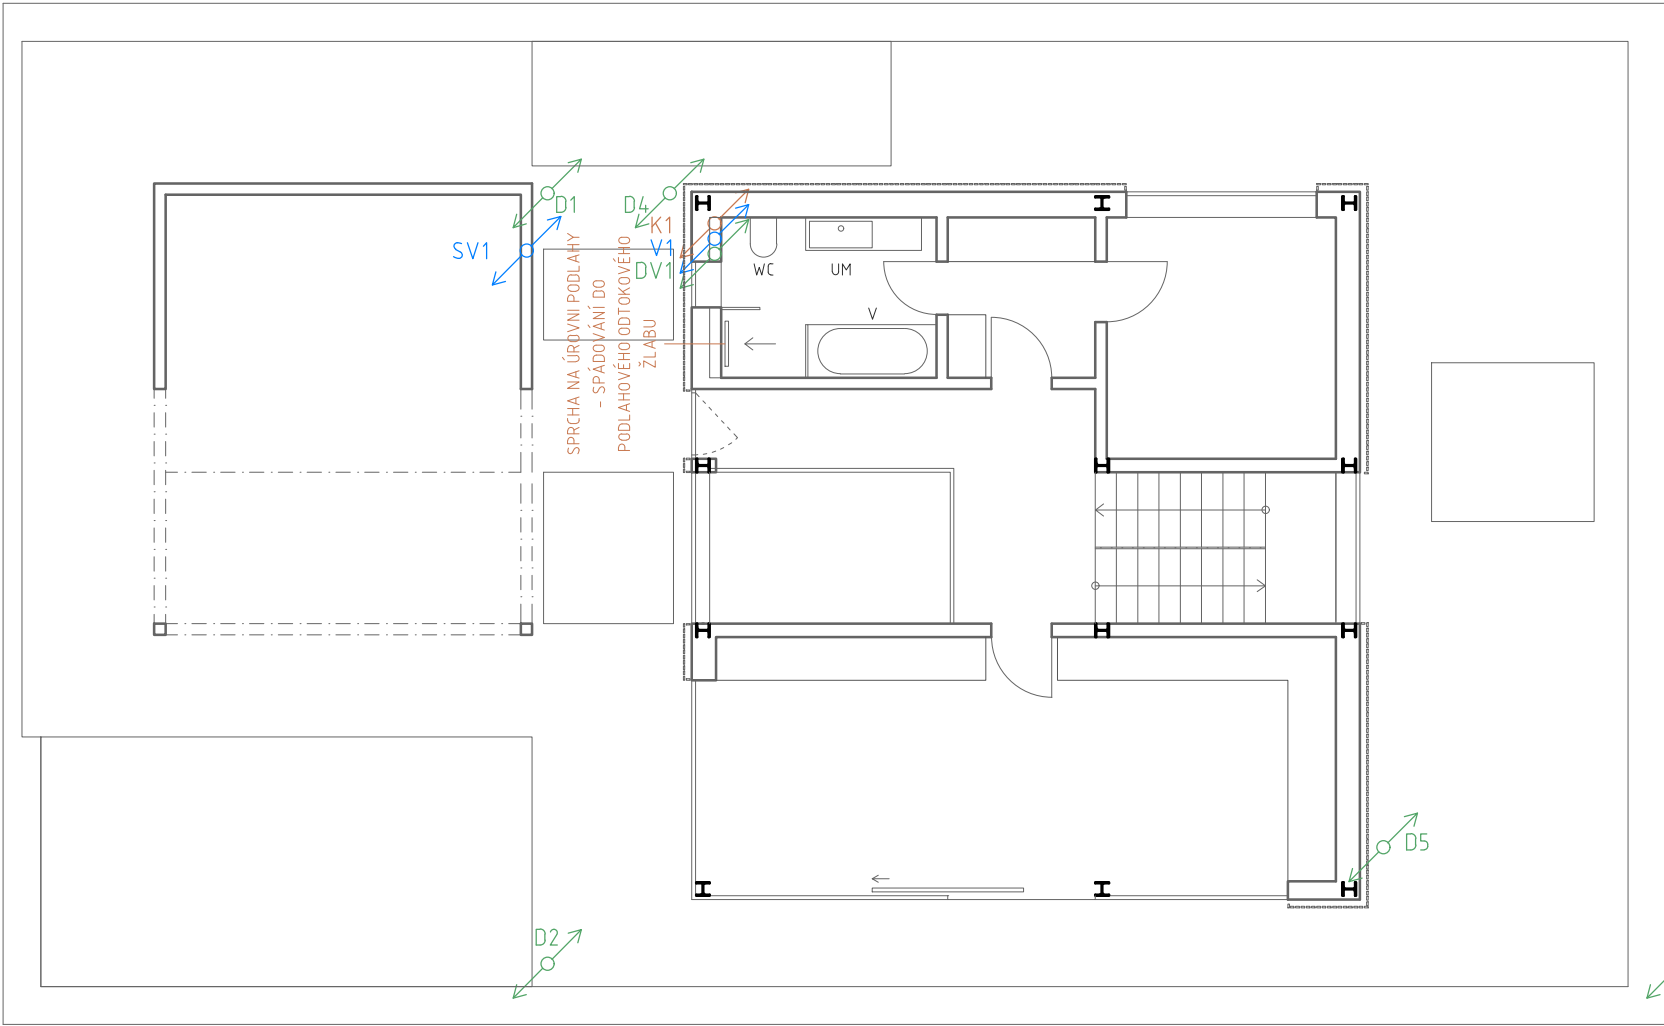 D1
D4
K1
SV1
V1
DV1
WC
UM
V
SPRCHA NA ÚROVNI PODLAHY
- SPÁDOVÁNÍ DO
PODLAHOVÉHO ODTOKOVÉHO
ŽLABU
D5
D2